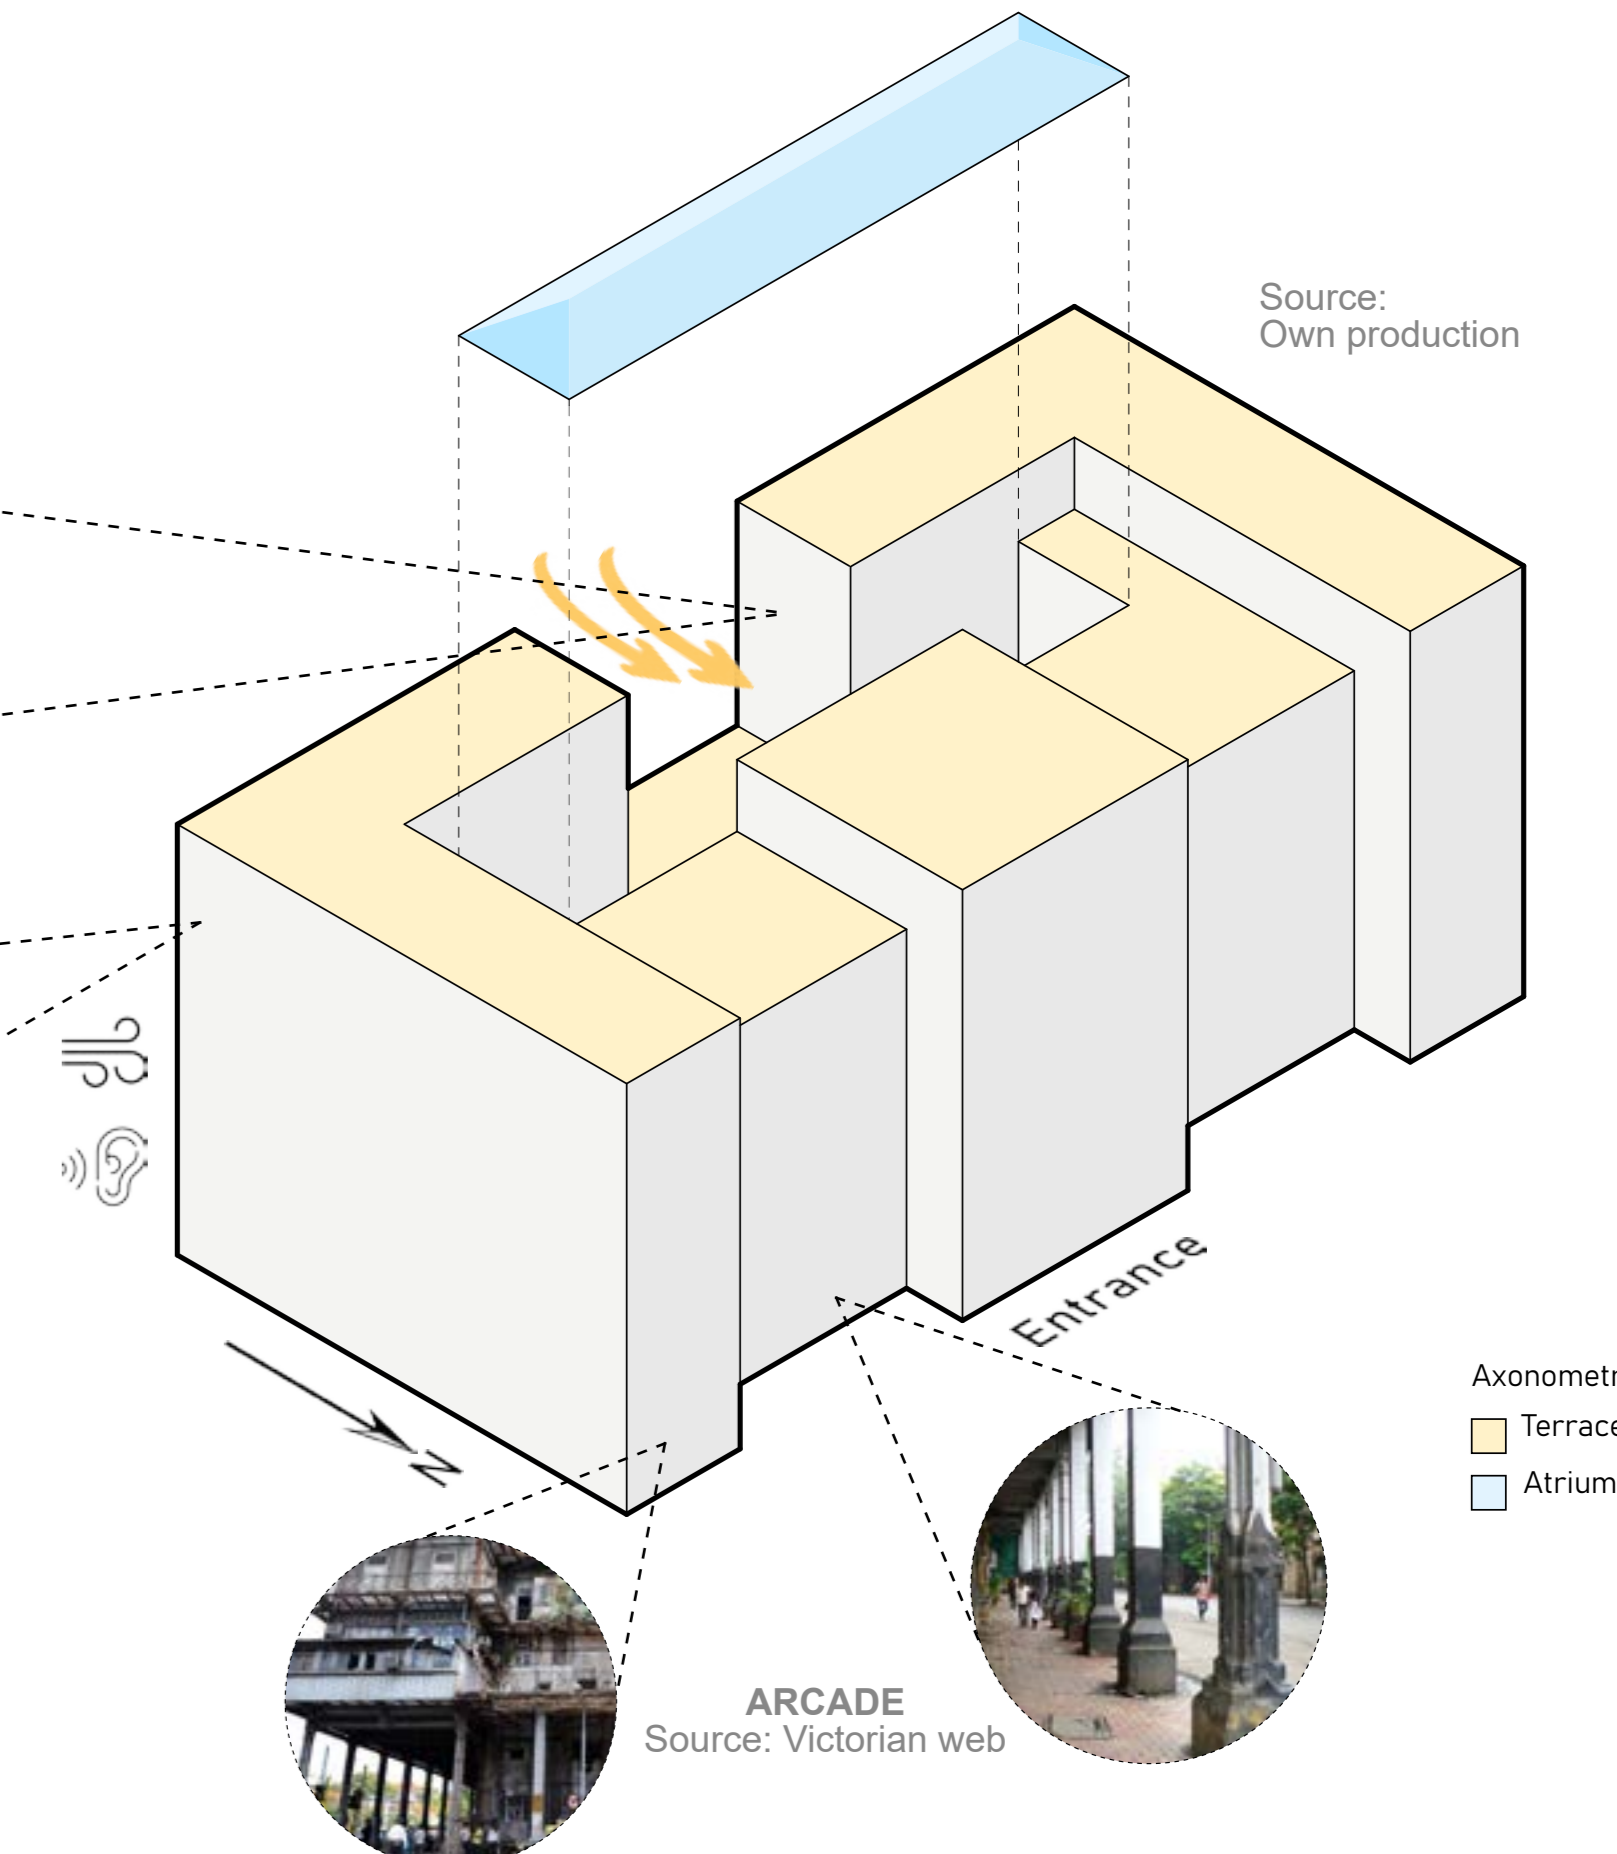 Source:
Own production
Entrance
N
Terrace
Atrium
ARCADE
Source: Victorian web